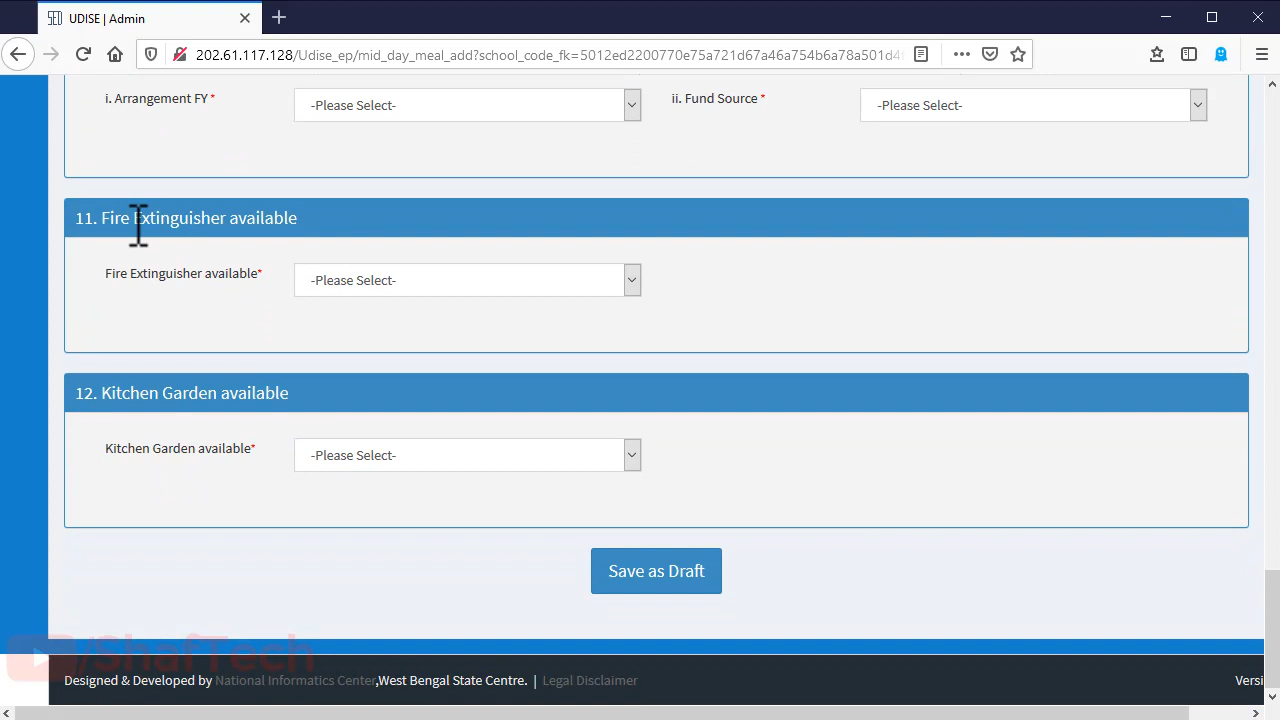 UDISE | Admin
202.61.117.128/Udise_ep/mid_day_meal_add?school_code_fk=5012ed2200770e75a721d67a46a754b6a78a501d4
i. Arrangement FY *
-Please Select-
ii. Fund Source *
-Please Select-
11. Fire Extinguisher available
Fire Extinguisher available*
-Please Select-
12. Kitchen Garden available
Kitchen Garden available*
-Please Select-
Save as Draft
/ShafTech
Designed & Developed by National Informatics Center,West Bengal State Centre. | Legal Disclaimer
Versi